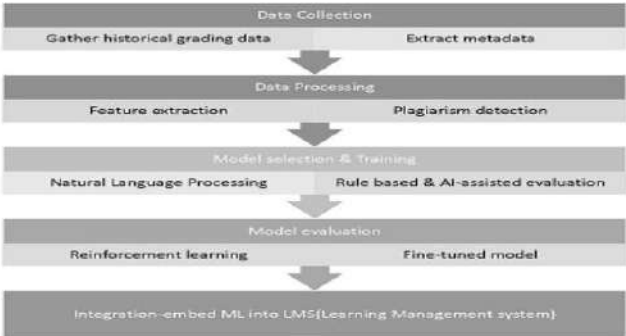 Data Collection
Gather historical grading data Extract metadata
Data Processing
Feature extraction Plagiarism detection
Model selection & Training
Natural Language Processing Rule based & AI-assisted evaluation
Model evaluation
Reinforcement learning Fine-tuned model
Integration-embed ML into LMS(Learning Management system)